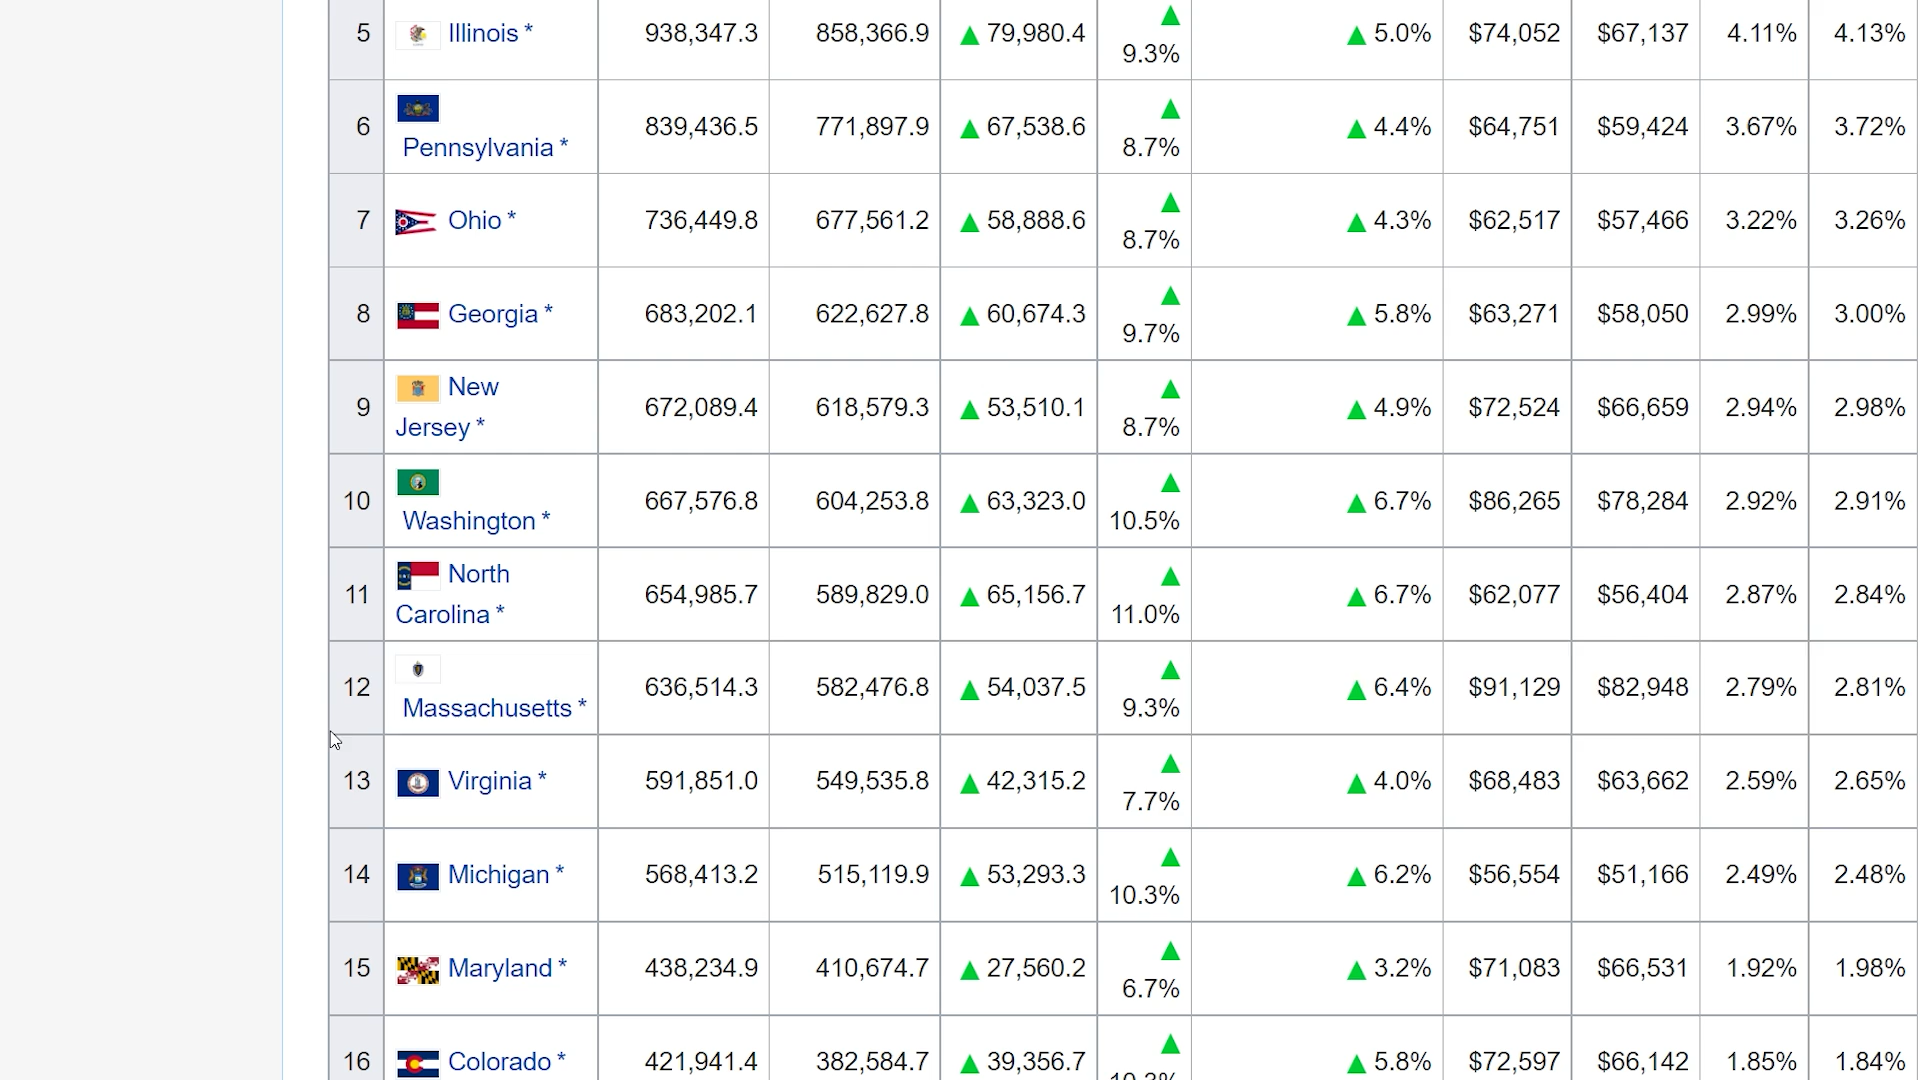 5 Illinois * 938,347.3 858,366.9 ▲ 79,980.4 ▲ 9.3% ▲ 5.0% $74,052 $67,137 4.11% 4.13%
6 Pennsylvania * 839,436.5 771,897.9 ▲ 67,538.6 ▲ 8.7% ▲ 4.4% $64,751 $59,424 3.67% 3.72%
7 Ohio * 736,449.8 677,561.2 ▲ 58,888.6 ▲ 8.7% ▲ 4.3% $62,517 $57,466 3.22% 3.26%
8 Georgia * 683,202.1 622,627.8 ▲ 60,674.3 ▲ 9.7% ▲ 5.8% $63,271 $58,050 2.99% 3.00%
9 New Jersey * 672,089.4 618,579.3 ▲ 53,510.1 ▲ 8.7% ▲ 4.9% $72,524 $66,659 2.94% 2.98%
10 Washington * 667,576.8 604,253.8 ▲ 63,323.0 ▲ 10.5% ▲ 6.7% $86,265 $78,284 2.92% 2.91%
11 North Carolina * 654,985.7 589,829.0 ▲ 65,156.7 ▲ 11.0% ▲ 6.7% $62,077 $56,404 2.87% 2.84%
12 Massachusetts * 636,514.3 582,476.8 ▲ 54,037.5 ▲ 9.3% ▲ 6.4% $91,129 $82,948 2.79% 2.81%
13 Virginia * 591,851.0 549,535.8 ▲ 42,315.2 ▲ 7.7% ▲ 4.0% $68,483 $63,662 2.59% 2.65%
14 Michigan * 568,413.2 515,119.9 ▲ 53,293.3 ▲ 10.3% ▲ 6.2% $56,554 $51,166 2.49% 2.48%
15 Maryland * 438,234.9 410,674.7 ▲ 27,560.2 ▲ 6.7% ▲ 3.2% $71,083 $66,531 1.92% 1.98%
16 Colorado * 421,941.4 382,584.7 ▲ 39,356.7 ▲ ▲ 5.8% $72,597 $66,142 1.85% 1.84%